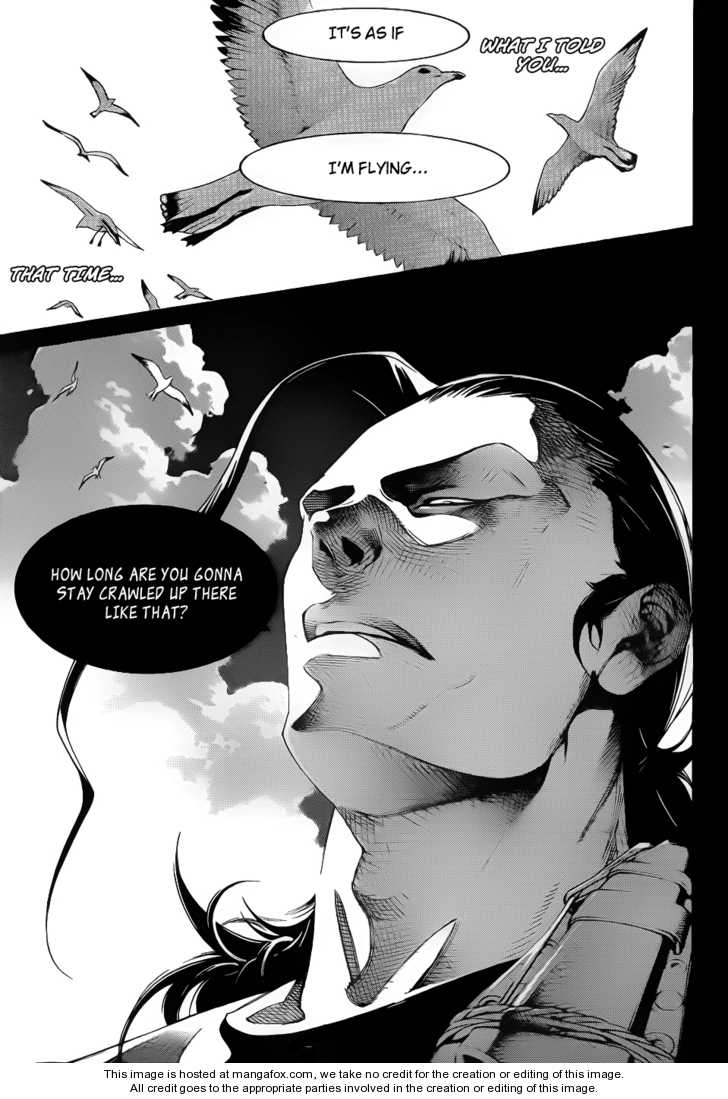 IT'S AS IF
WHAT I TOLD
YOU...
I'M FLYING...
THAT TIME...
HOW LONG ARE YOU GONNA
STAY CRAWLED UP THERE
LIKE THAT?
This image is hosted at mangafox.com, we take no credit for the creation or editing of this image.
All credit goes to the appropriate parties involved in the creation or editing of this image.